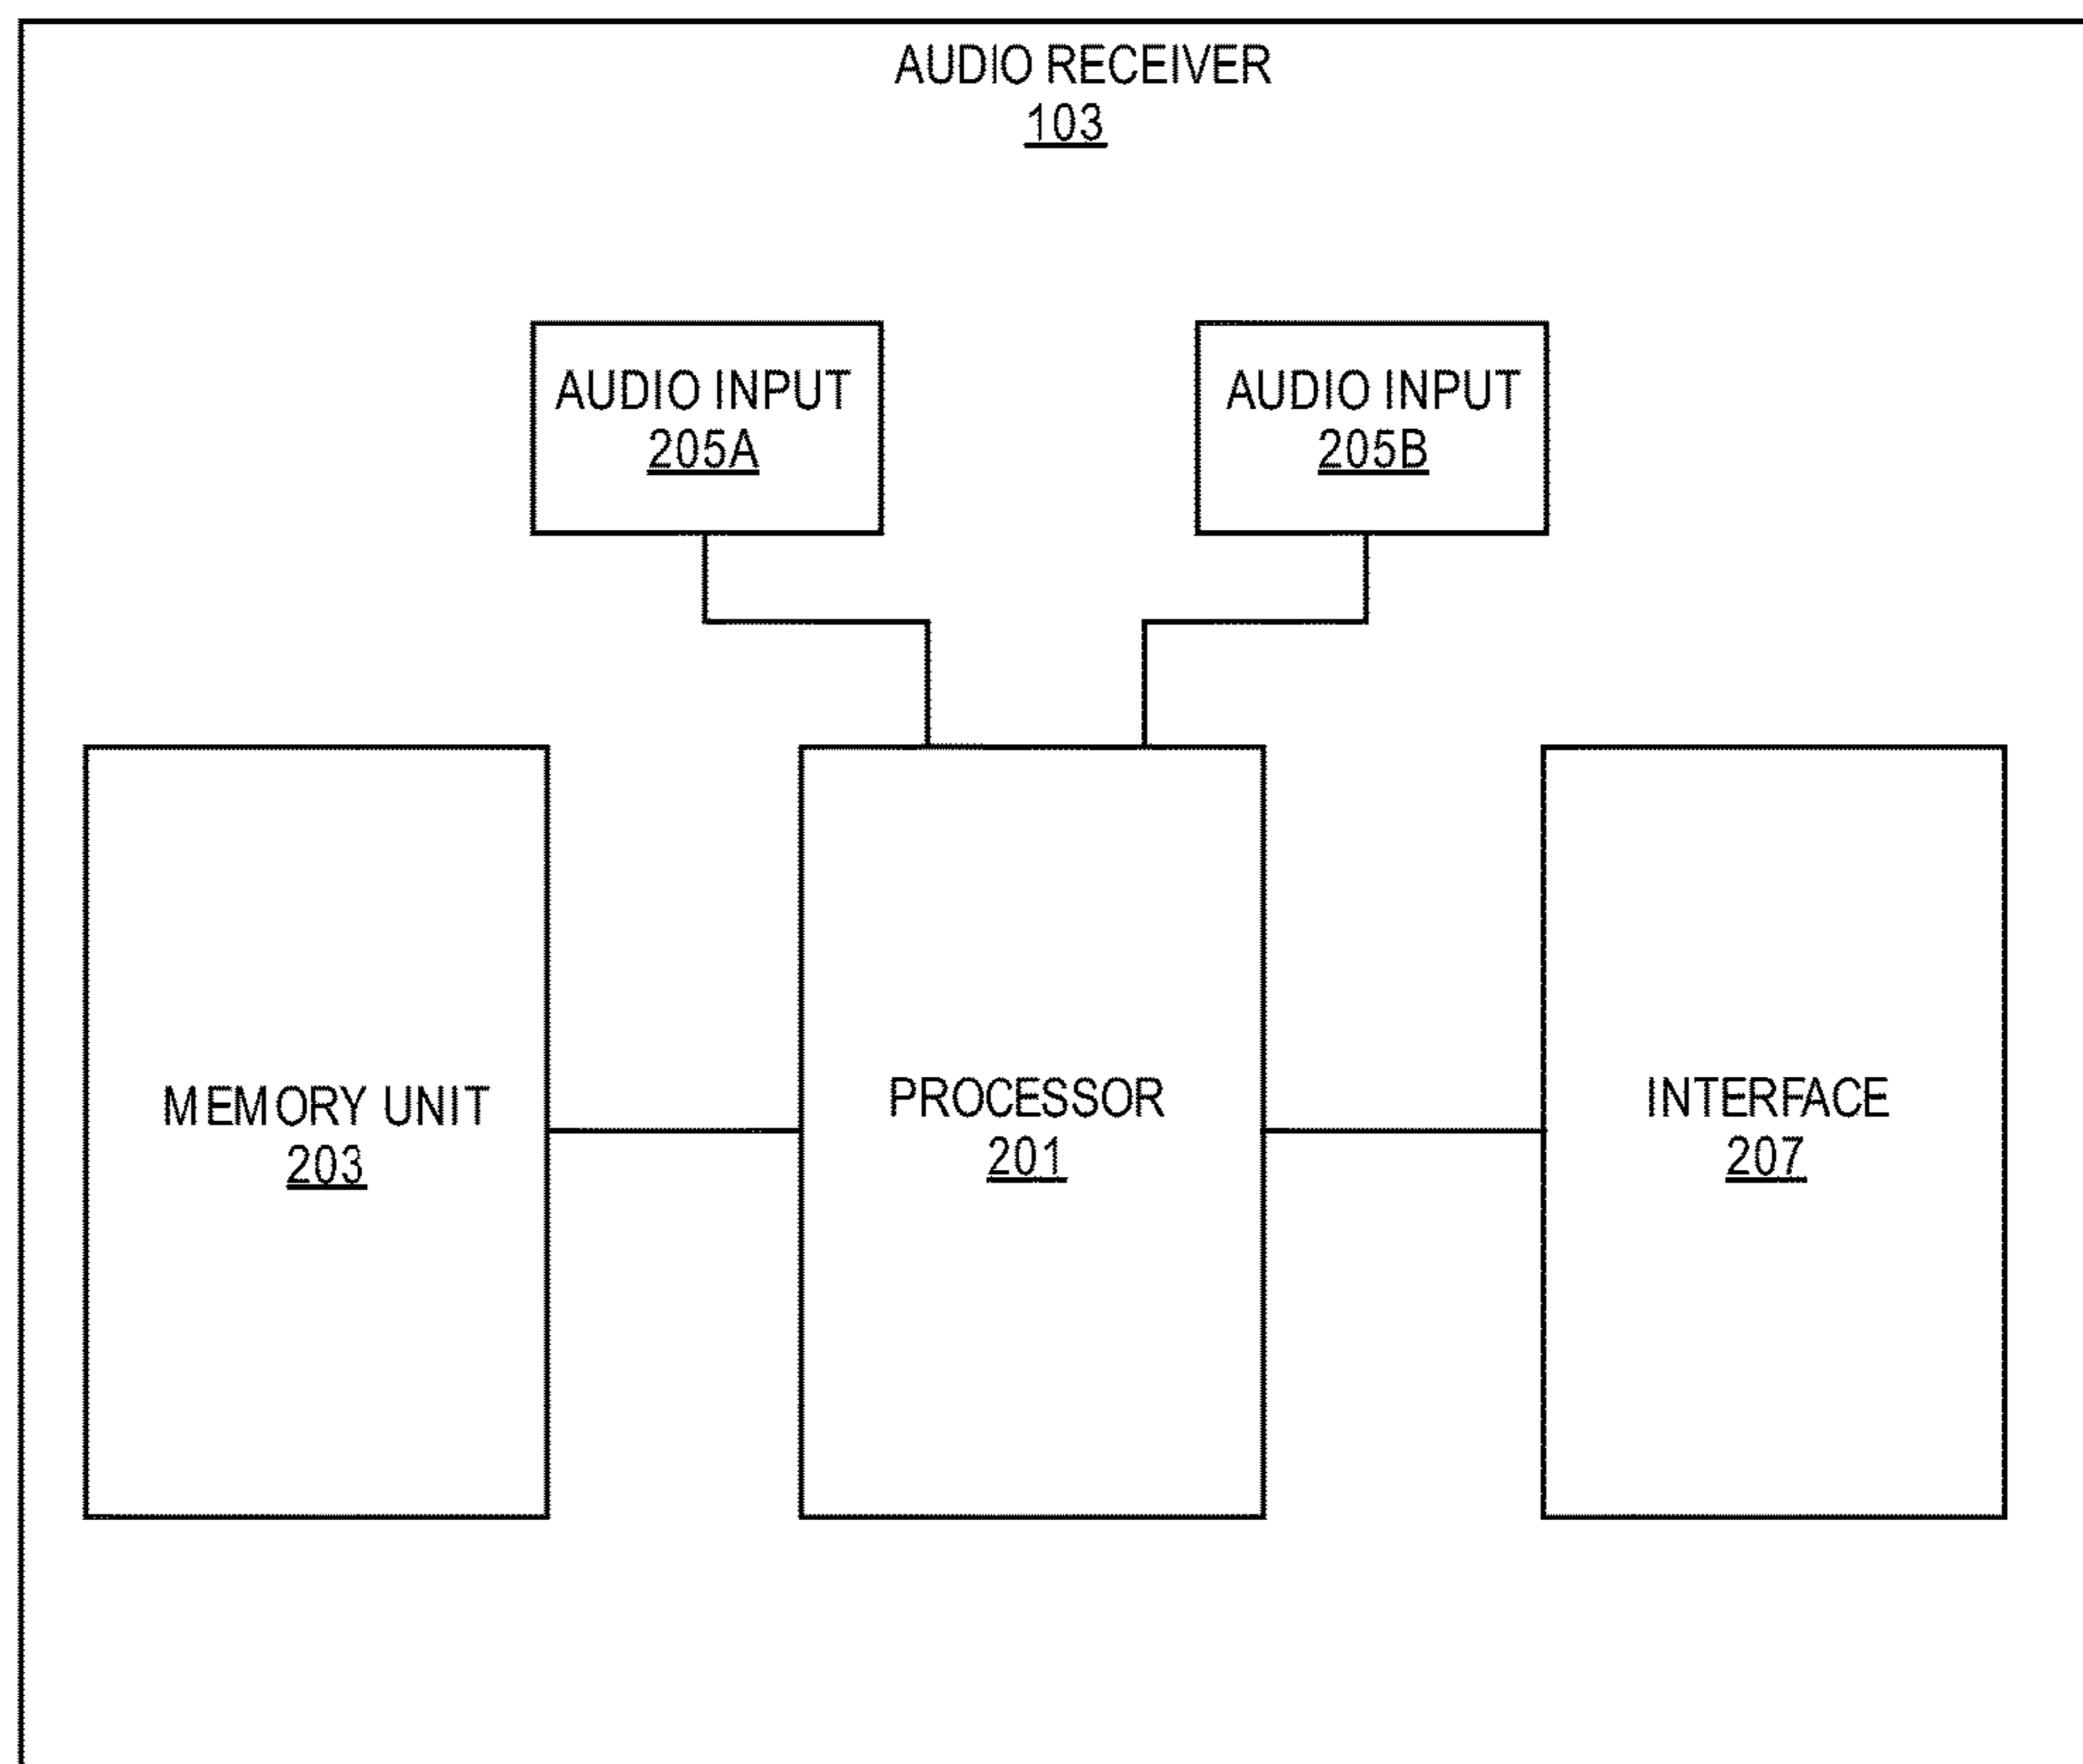 AUDIO RECEIVER
103
AUDIO INPUT
205A
AUDIO INPUT
205B
MEMORY UNIT
203
PROCESSOR
201
INTERFACE
207